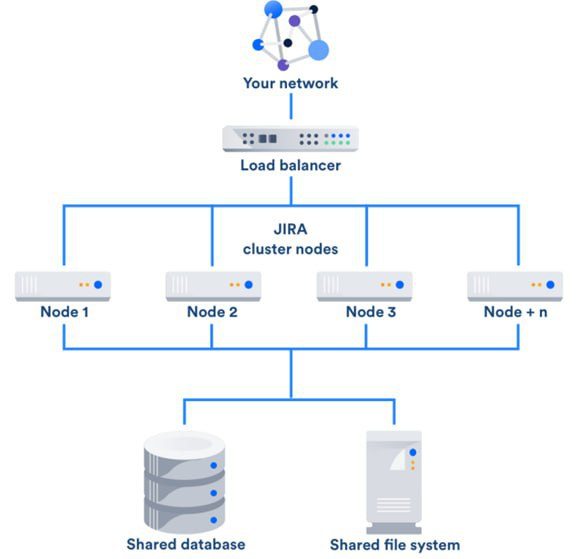 Your network
Load balancer
JIRA
cluster nodes
Node 1
Node 2
Node 3
Node + n
Shared database
Shared file system